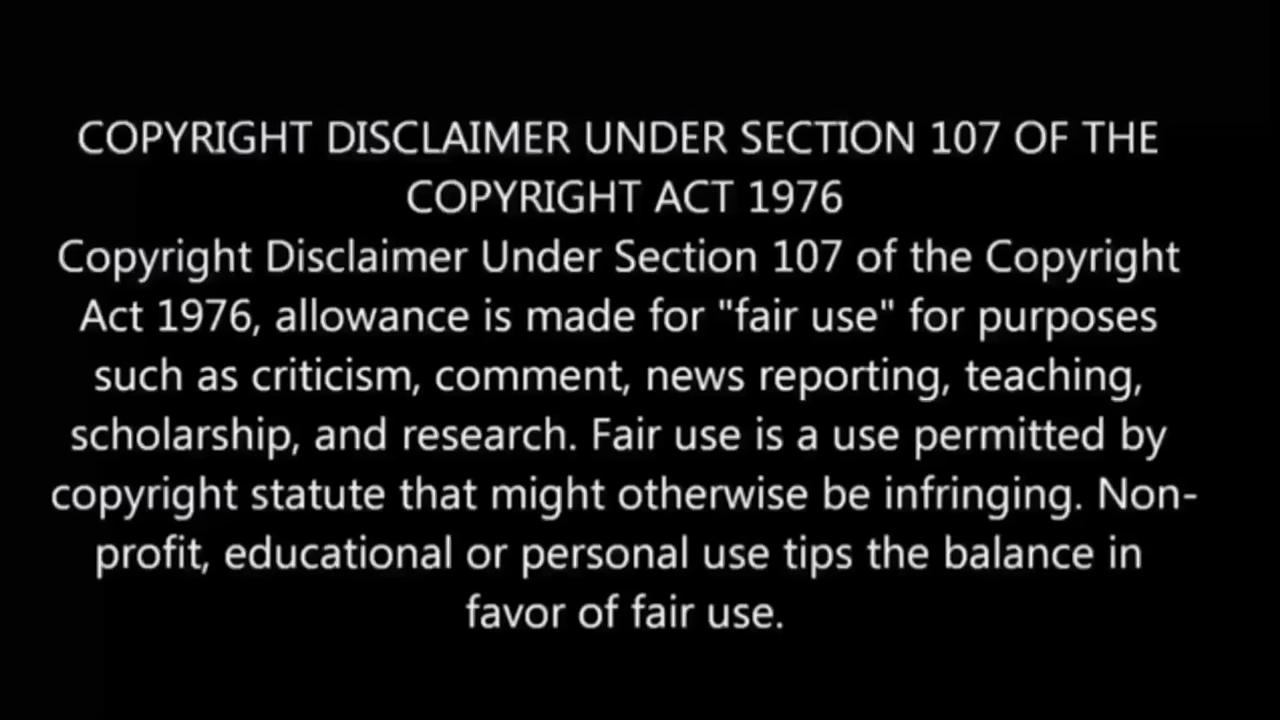 COPYRIGHT DISCLAIMER UNDER SECTION 107 OF THE
COPYRIGHT ACT 1976
Copyright Disclaimer Under Section 107 of the Copyright
Act 1976, allowance is made for "fair use" for purposes
such as criticism, comment, news reporting, teaching,
scholarship, and research. Fair use is a use permitted by
copyright statute that might otherwise be infringing. Non-
profit, educational or personal use tips the balance in
favor of fair use.